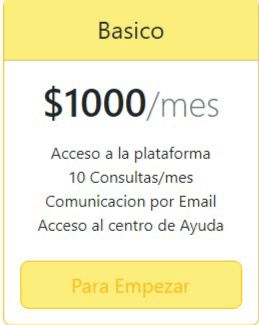 Basico
$1000/mes
Acceso a la plataforma
10 Consultas/mes
Comunicacion por Email
Acceso al centro de Ayuda
Para Empezar